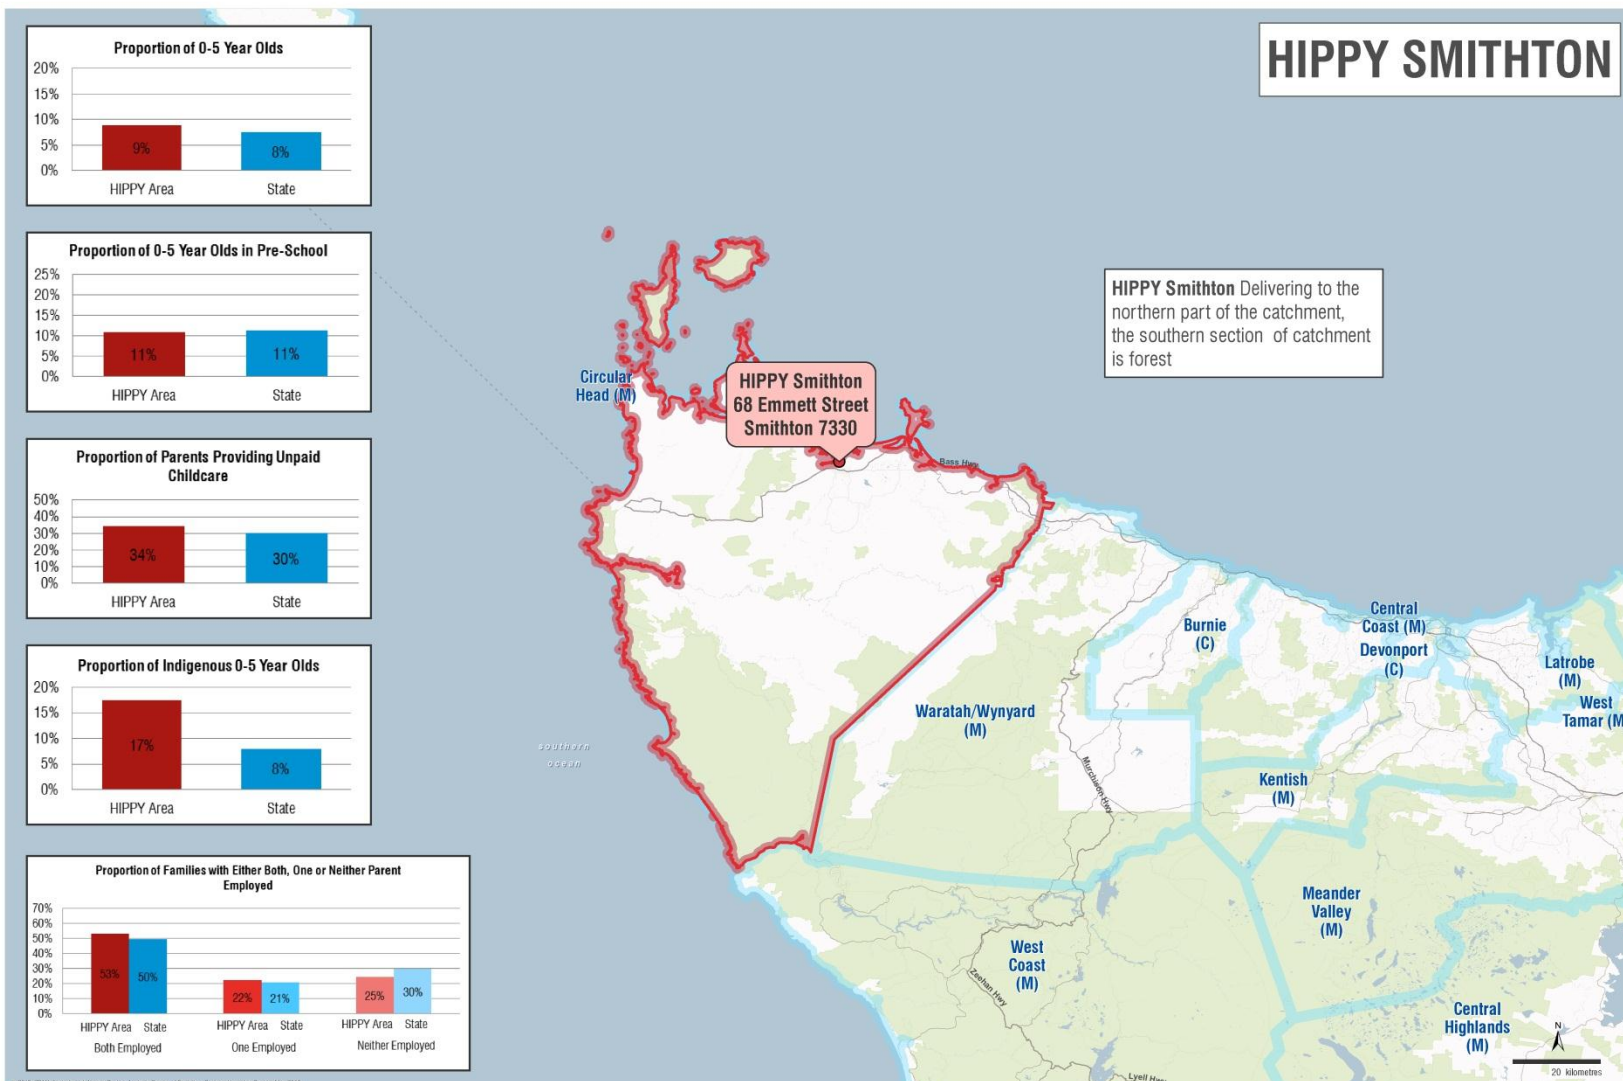 HIPPY SMITHTON
Proportion of 0-5 Year Olds
20%
15%
10%
5%
0%
9%
8%
HIPPY Area
State
Proportion of 0-5 Year Olds in Pre-School
25%
20%
15%
10%
5%
0%
11%
11%
HIPPY Area
State
Proportion of Parents Providing Unpaid
Childcare
50%
40%
30%
20%
10%
0%
34%
30%
HIPPY Area
State
Proportion of Indigenous 0-5 Year Olds
20%
15%
10%
5%
0%
17%
8%
HIPPY Area
State
Proportion of Families with Either Both, One or Neither Parent
Employed
70%
60%
50%
40%
30%
20%
10%
0%
53%
50%
22%
21%
25%
30%
HIPPY Area
State
HIPPY Area
State
HIPPY Area
State
Both Employed
One Employed
Neither Employed
HIPPY Smithton Delivering to the
northern part of the catchment,
the southern section of catchment
is forest
Circular
Head (M)
HIPPY Smithton
68 Emmett Street
Smithton 7330
Bass Hwy
Burnie
(C)
Central
Coast (M)
Devonport
(C)
Latrobe
(M)
West
Tamar (M
Waratah/Wynyard
(M)
southern
ocean
Kentish
(M)
Murchison Hwy
Meander
Valley
(M)
West
Coast
(M)
Zeehan Hwy
Central
Highlands
(M)
N
20 kilometres
Lyell